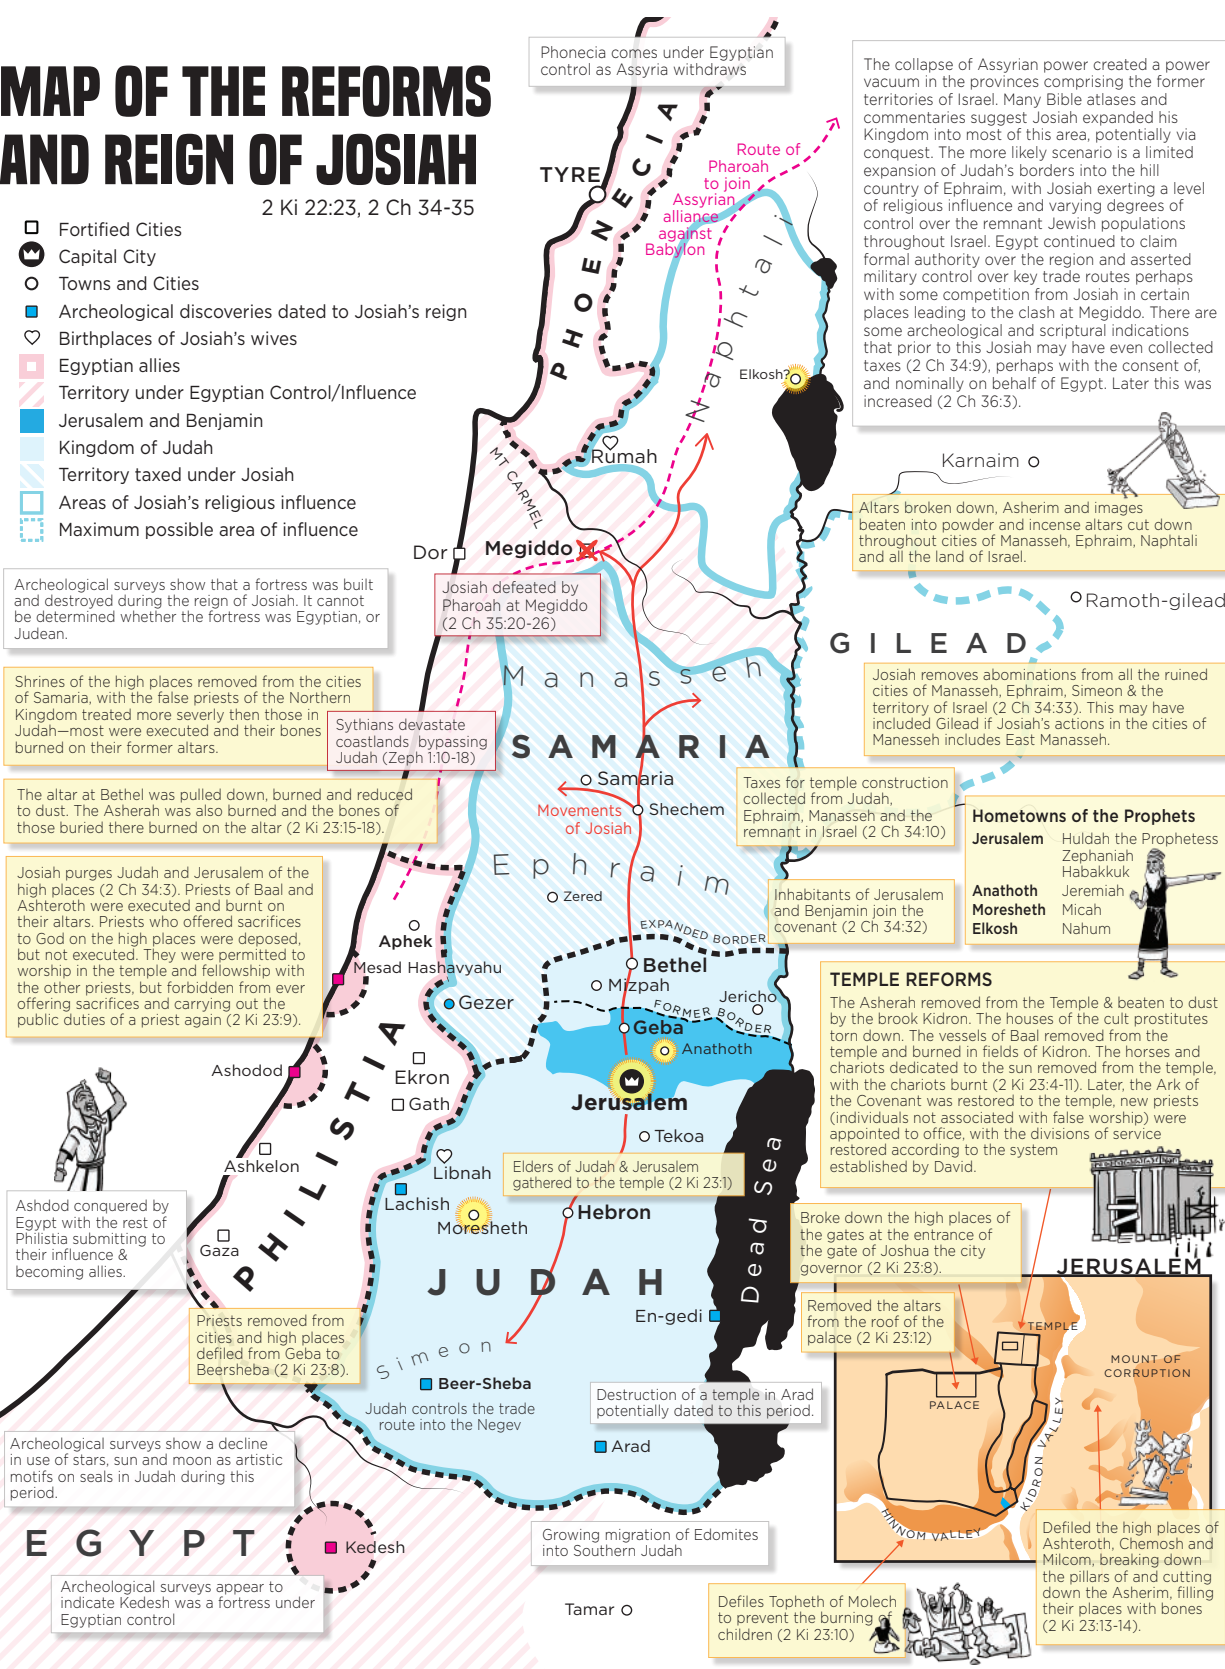 MAP OF THE REFORMS
AND REIGN OF JOSIAH
2 Ki 22:23, 2 Ch 34-35
Fortified Cities
Capital City
Towns and Cities
Archeological discoveries dated to Josiah's reign
Birthplaces of Josiah's wives
Egyptian allies
Territory under Egyptian Control/Influence
Jerusalem and Benjamin
Kingdom of Judah
Territory taxed under Josiah
Areas of Josiah's religious influence
Maximum possible area of influence
Phonecia comes under Egyptian
control as Assyria withdraws
The collapse of Assyrian power created a power
vacuum in the provinces comprising the former
territories of Israel. Many Bible atlases and
commentaries suggest Josiah expanded his
Kingdom into most of this area, potentially via
conquest. The more likely scenario is a limited
expansion of Judah's borders into the hill
country of Ephraim, with Josiah exerting a level
of religious influence and varying degrees of
control over the remnant Jewish populations
throughout Israel. Egypt continued to claim
formal authority over the region and asserted
military control over key trade routes perhaps
with some competition from Josiah in certain
places leading to the clash at Megiddo. There are
some archeological and scriptural indications
that prior to this Josiah may have even collected
taxes (2 Ch 34:9), perhaps with the consent of,
and nominally on behalf of Egypt. Later this was
increased (2 Ch 36:3).
TYRE
PHOENECIA
Route of
Pharoah
to join
Assyrian
alliance
against
Babylon
Naphtali
Elkosh?
Rumah
MT CARMEL
Karnaim
Altars broken down, Asherim and images
beaten into powder and incense altars cut down
throughout cities of Manasseh, Ephraim, Naphtali
and all the land of Israel.
Dor
Megiddo
Josiah defeated by
Pharoah at Megiddo
(2 Ch 35:20-26)
Ramoth-gilead
GILEAD
Archeological surveys show that a fortress was built
and destroyed during the reign of Josiah. It cannot
be determined whether the fortress was Egyptian, or
Judean.
Shrines of the high places removed from the cities
of Samaria, with the false priests of the Northern
Kingdom treated more severly then those in
Judah—most were executed and their bones
burned on their former altars.
Manasseh
Josiah removes abominations from all the ruined
cities of Manasseh, Ephraim, Simeon & the
territory of Israel (2 Ch 34:33). This may have
included Gilead if Josiah's actions in the cities of
Manesseh includes East Manasseh.
Sythians devastate
coastlands bypassing
Judah (Zeph 1:10-18)
SAMARIA
Samaria
Shechem
Movements
of Josiah
The altar at Bethel was pulled down, burned and reduced
to dust. The Asherah was also burned and the bones of
those buried there burned on the altar (2 Ki 23:15-18).
Taxes for temple construction
collected from Judah,
Ephraim, Manasseh and the
remnant in Israel (2 Ch 34:10)
Hometowns of the Prophets
Jerusalem Huldah the Prophetess
Zephaniah
Habakkuk
Anathoth Jeremiah
Moresheth Micah
Elkosh Nahum
Josiah purges Judah and Jerusalem of the
high places (2 Ch 34:3). Priests of Baal and
Ashteroth were executed and burnt on
their altars. Priests who offered sacrifices
to God on the high places were deposed,
but not executed. They were permitted to
worship in the temple and fellowship with
the other priests, but forbidden from ever
offering sacrifices and carrying out the
public duties of a priest again (2 Ki 23:9).
Ephraim
Zered
Inhabitants of Jerusalem
and Benjamin join the
covenant (2 Ch 34:32)
EXPANDED BORDER
Aphek
Mesad Hashavyahu
Bethel
Mizpah
Jericho
Gezer
FORMER BORDER
Geba
Anathoth
Jerusalem
TEMPLE REFORMS
The Asherah removed from the Temple & beaten to dust
by the brook Kidron. The houses of the cult prostitutes
torn down. The vessels of Baal removed from the
temple and burned in fields of Kidron. The horses and
chariots dedicated to the sun removed from the temple,
with the chariots burnt (2 Ki 23:4-11). Later, the Ark of
the Covenant was restored to the temple, new priests
(individuals not associated with false worship) were
appointed to office, with the divisions of service
restored according to the system
established by David.
Ashodod
Ekron
Gath
PHILISTIA
Ashkelon
Tekoa
Libnah
Elders of Judah & Jerusalem
gathered to the temple (2 Ki 23:1)
Lachish
Moresheth
Hebron
Dead Sea
Ashdod conquered by
Egypt with the rest of
Philistia submitting to
their influence &
becoming allies.
Gaza
JUDAH
En-gedi
Broke down the high places of
the gates at the entrance of
the gate of Joshua the city
governor (2 Ki 23:8).
JERUSALEM
Removed the altars
from the roof of the
palace (2 Ki 23:12)
TEMPLE
MOUNT OF
CORRUPTION
PALACE
KIDRON VALLEY
HINNOM VALLEY
Priests removed from
cities and high places
defiled from Geba to
Beersheba (2 Ki 23:8).
Simeon
Beer-Sheba
Judah controls the trade
route into the Negev
Destruction of a temple in Arad
potentially dated to this period.
Arad
Archeological surveys show a decline
in use of stars, sun and moon as artistic
motifs on seals in Judah during this
period.
EGYPT
Kedesh
Growing migration of Edomites
into Southern Judah
Archeological surveys appear to
indicate Kedesh was a fortress under
Egyptian control
Tamar
Defiles Topheth of Molech
to prevent the burning of
children (2 Ki 23:10)
Defiled the high places of
Ashteroth, Chemosh and
Milcom, breaking down
the pillars of and cutting
down the Asherim, filling
their places with bones
(2 Ki 23:13-14).